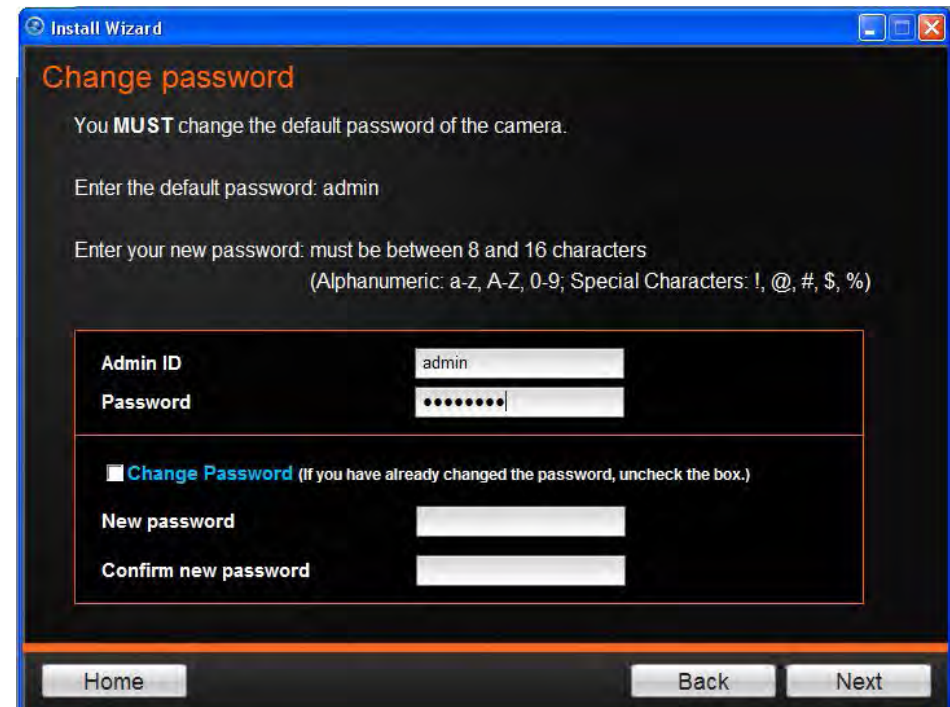 Install Wizard
Change password
You MUST change the default password of the camera.
Enter the default password: admin
Enter your new password: must be between 8 and 16 characters
(Alphanumeric: a-z, A-Z, 0-9; Special Characters: !, @, #, $, %)
Admin ID admin
Password ••••••••
Change Password (If you have already changed the password, uncheck the box.)
New password
Confirm new password
Home Back Next